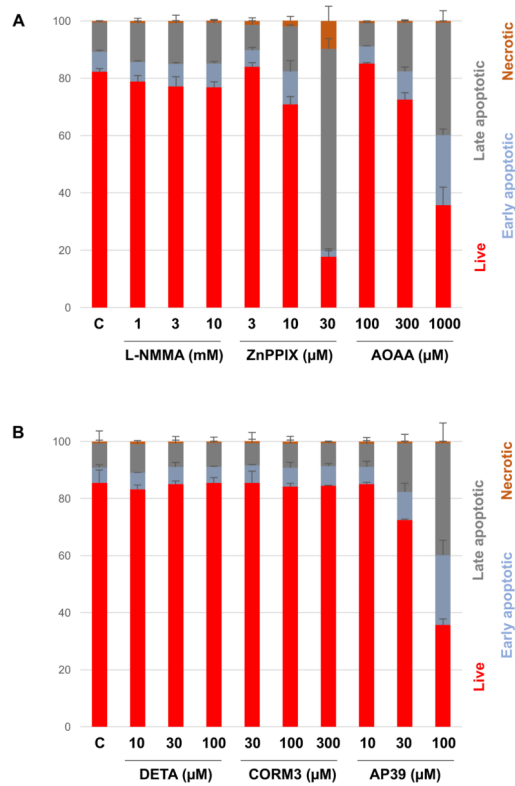 A
100
80
60
40
20
0
C 1 3 10 3 10 30 100 300 1000
L-NMMA (mM) ZnPPIX (µM) AOAA (µM)
Live
Early apoptotic
Late apoptotic
Necrotic
B
100
80
60
40
20
0
C 10 30 100 30 100 300 10 30 100
DETA (µM) CORM3 (µM) AP39 (µM)
Live
Early apoptotic
Late apoptotic
Necrotic